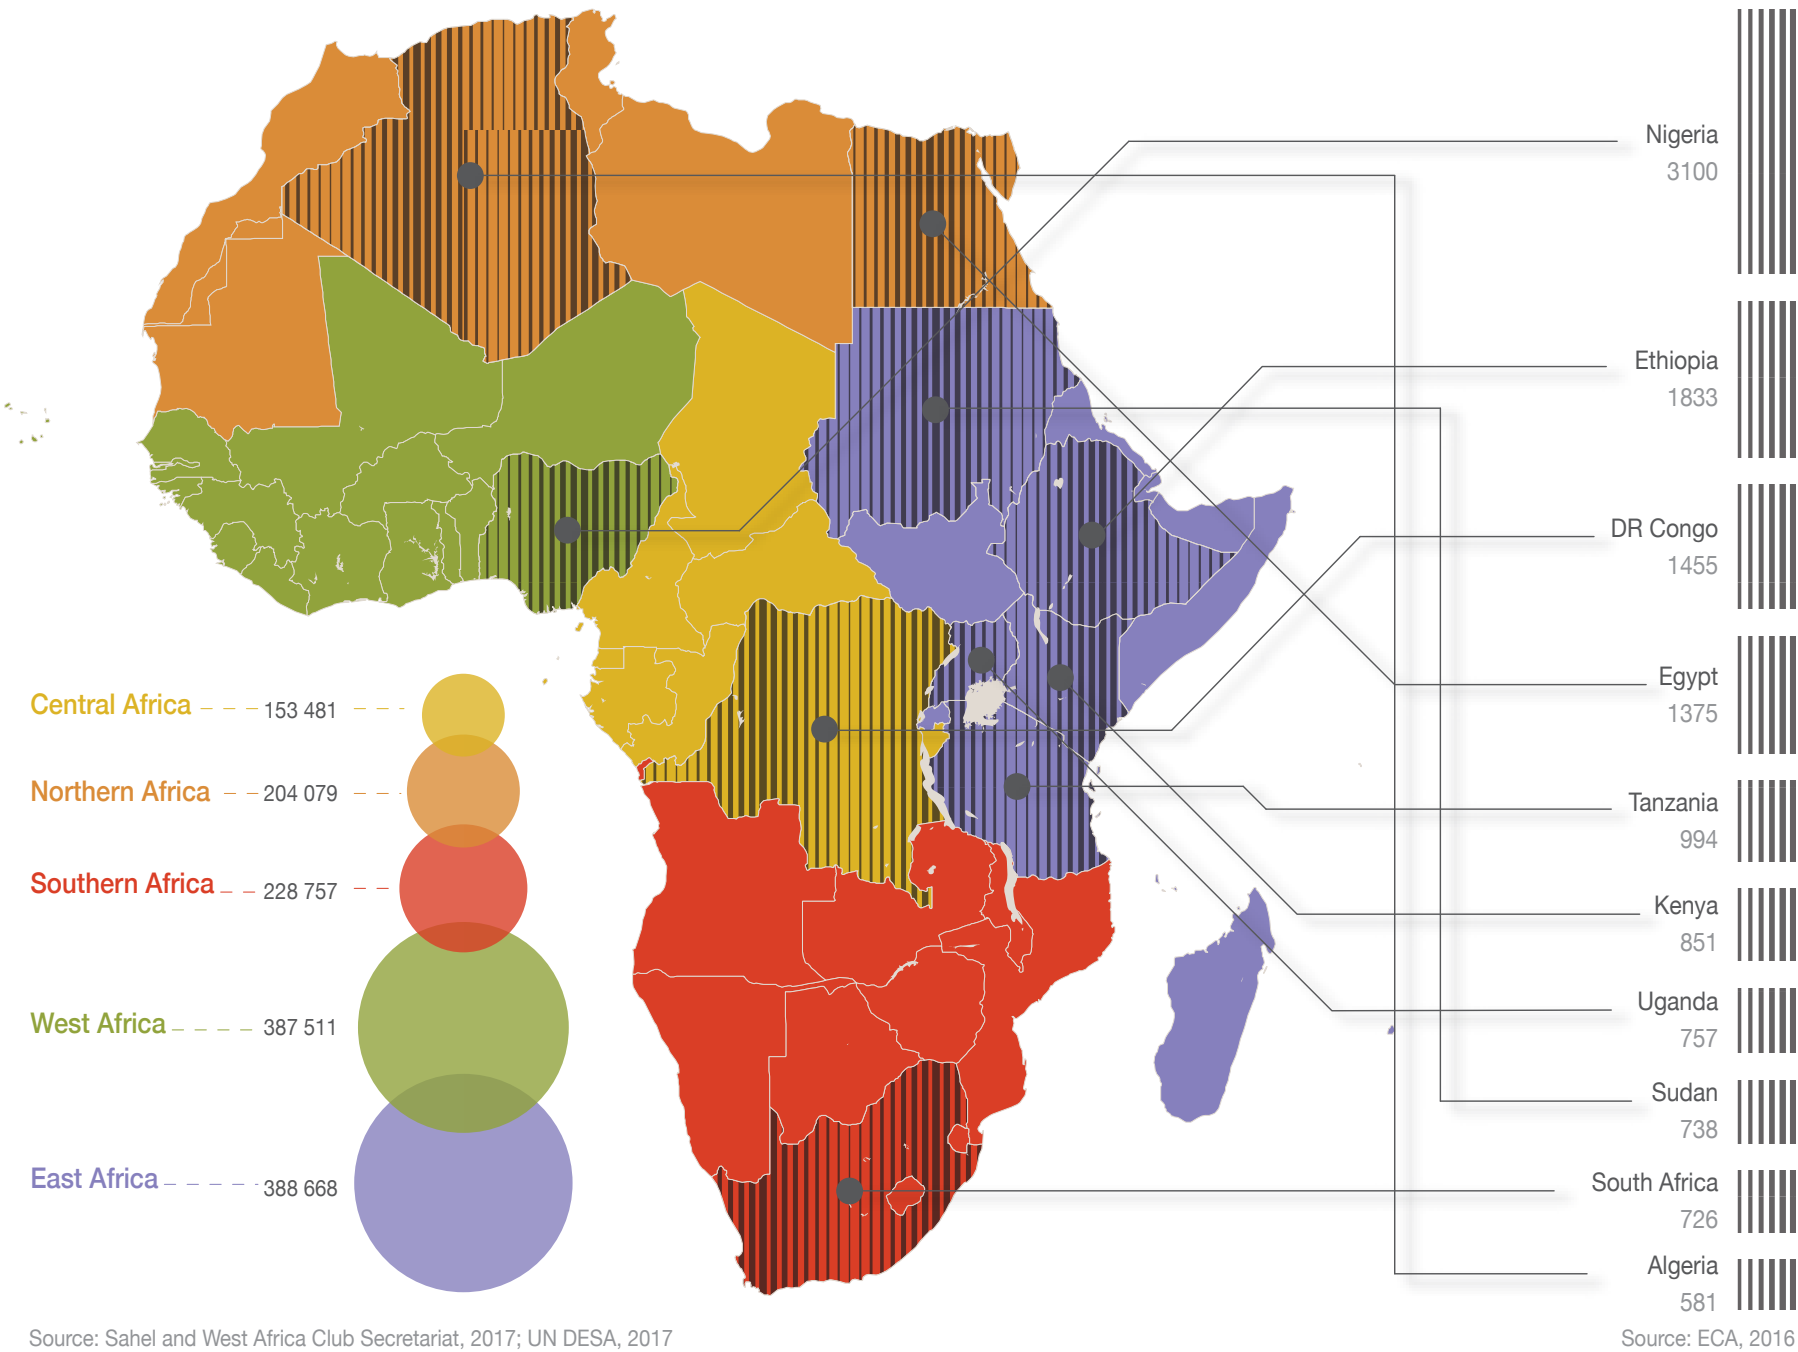 Nigeria
3100
Ethiopia
1833
DR Congo
1455
Egypt
1375
Tanzania
994
Kenya
851
Uganda
757
Sudan
738
South Africa
726
Algeria
581
Central Africa 153 481
Northern Africa 204 079
Southern Africa 228 757
West Africa 387 511
East Africa 388 668
Source: Sahel and West Africa Club Secretariat, 2017; UN DESA, 2017
Source: ECA, 2016